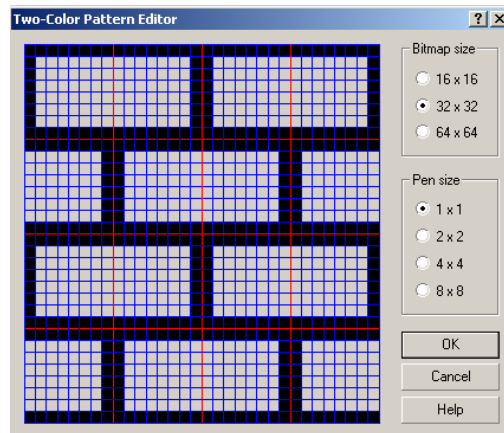 Two-Color Pattern Editor
Bitmap size
16 x 16
32 x 32
64 x 64
Pen size
1 x 1
2 x 2
4 x 4
8 x 8
OK
Cancel
Help